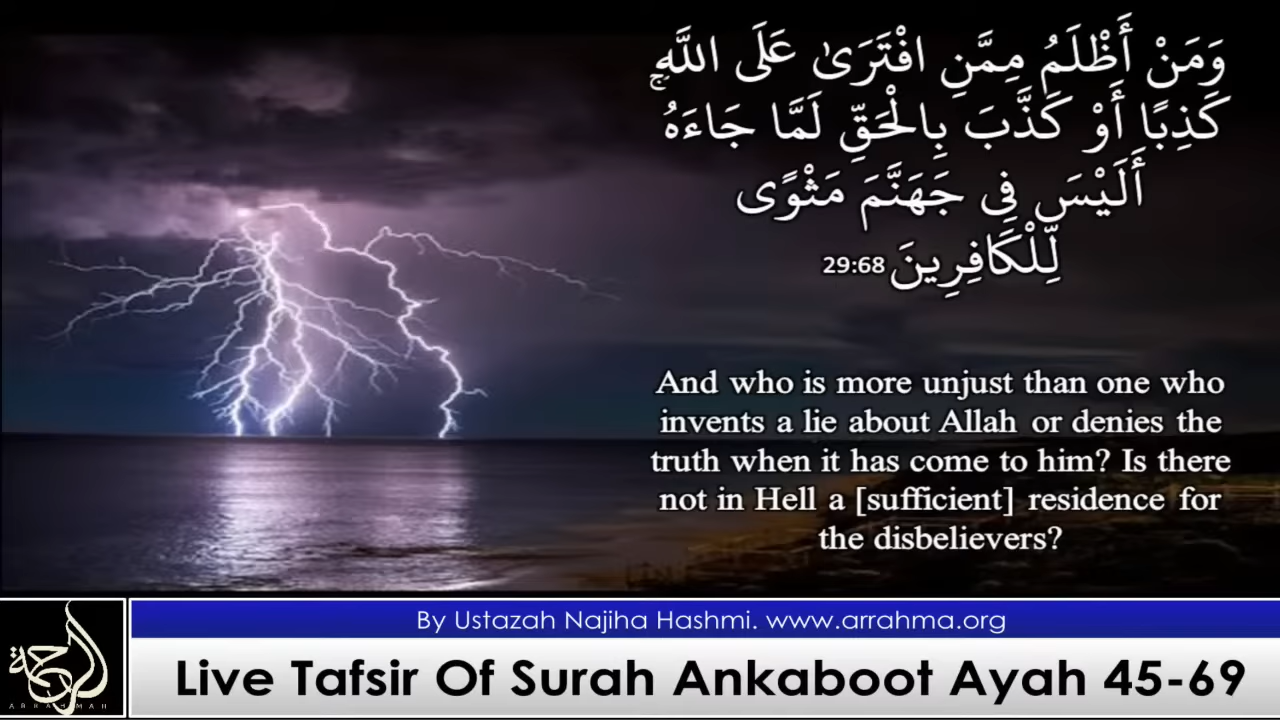 وَمَنْ أَظْلَمُ مِمَّنِ افْتَرَىٰ عَلَى اللَّهِ
كَذِبًا أَوْ كَذَّبَ بِالْحَقِّ لَمَّا جَاءَهُ ۚ
أَلَيْسَ فِي جَهَنَّمَ مَثْوًى
لِّلْكَافِرِينَ 29:68
And who is more unjust than one who
invents a lie about Allah or denies the
truth when it has come to him? Is there
not in Hell a [sufficient] residence for
the disbelievers?
By Ustazah Najiha Hashmi. www.arrahma.org
Live Tafsir Of Surah Ankaboot Ayah 45-69
الرحمة
ARRAHMAH